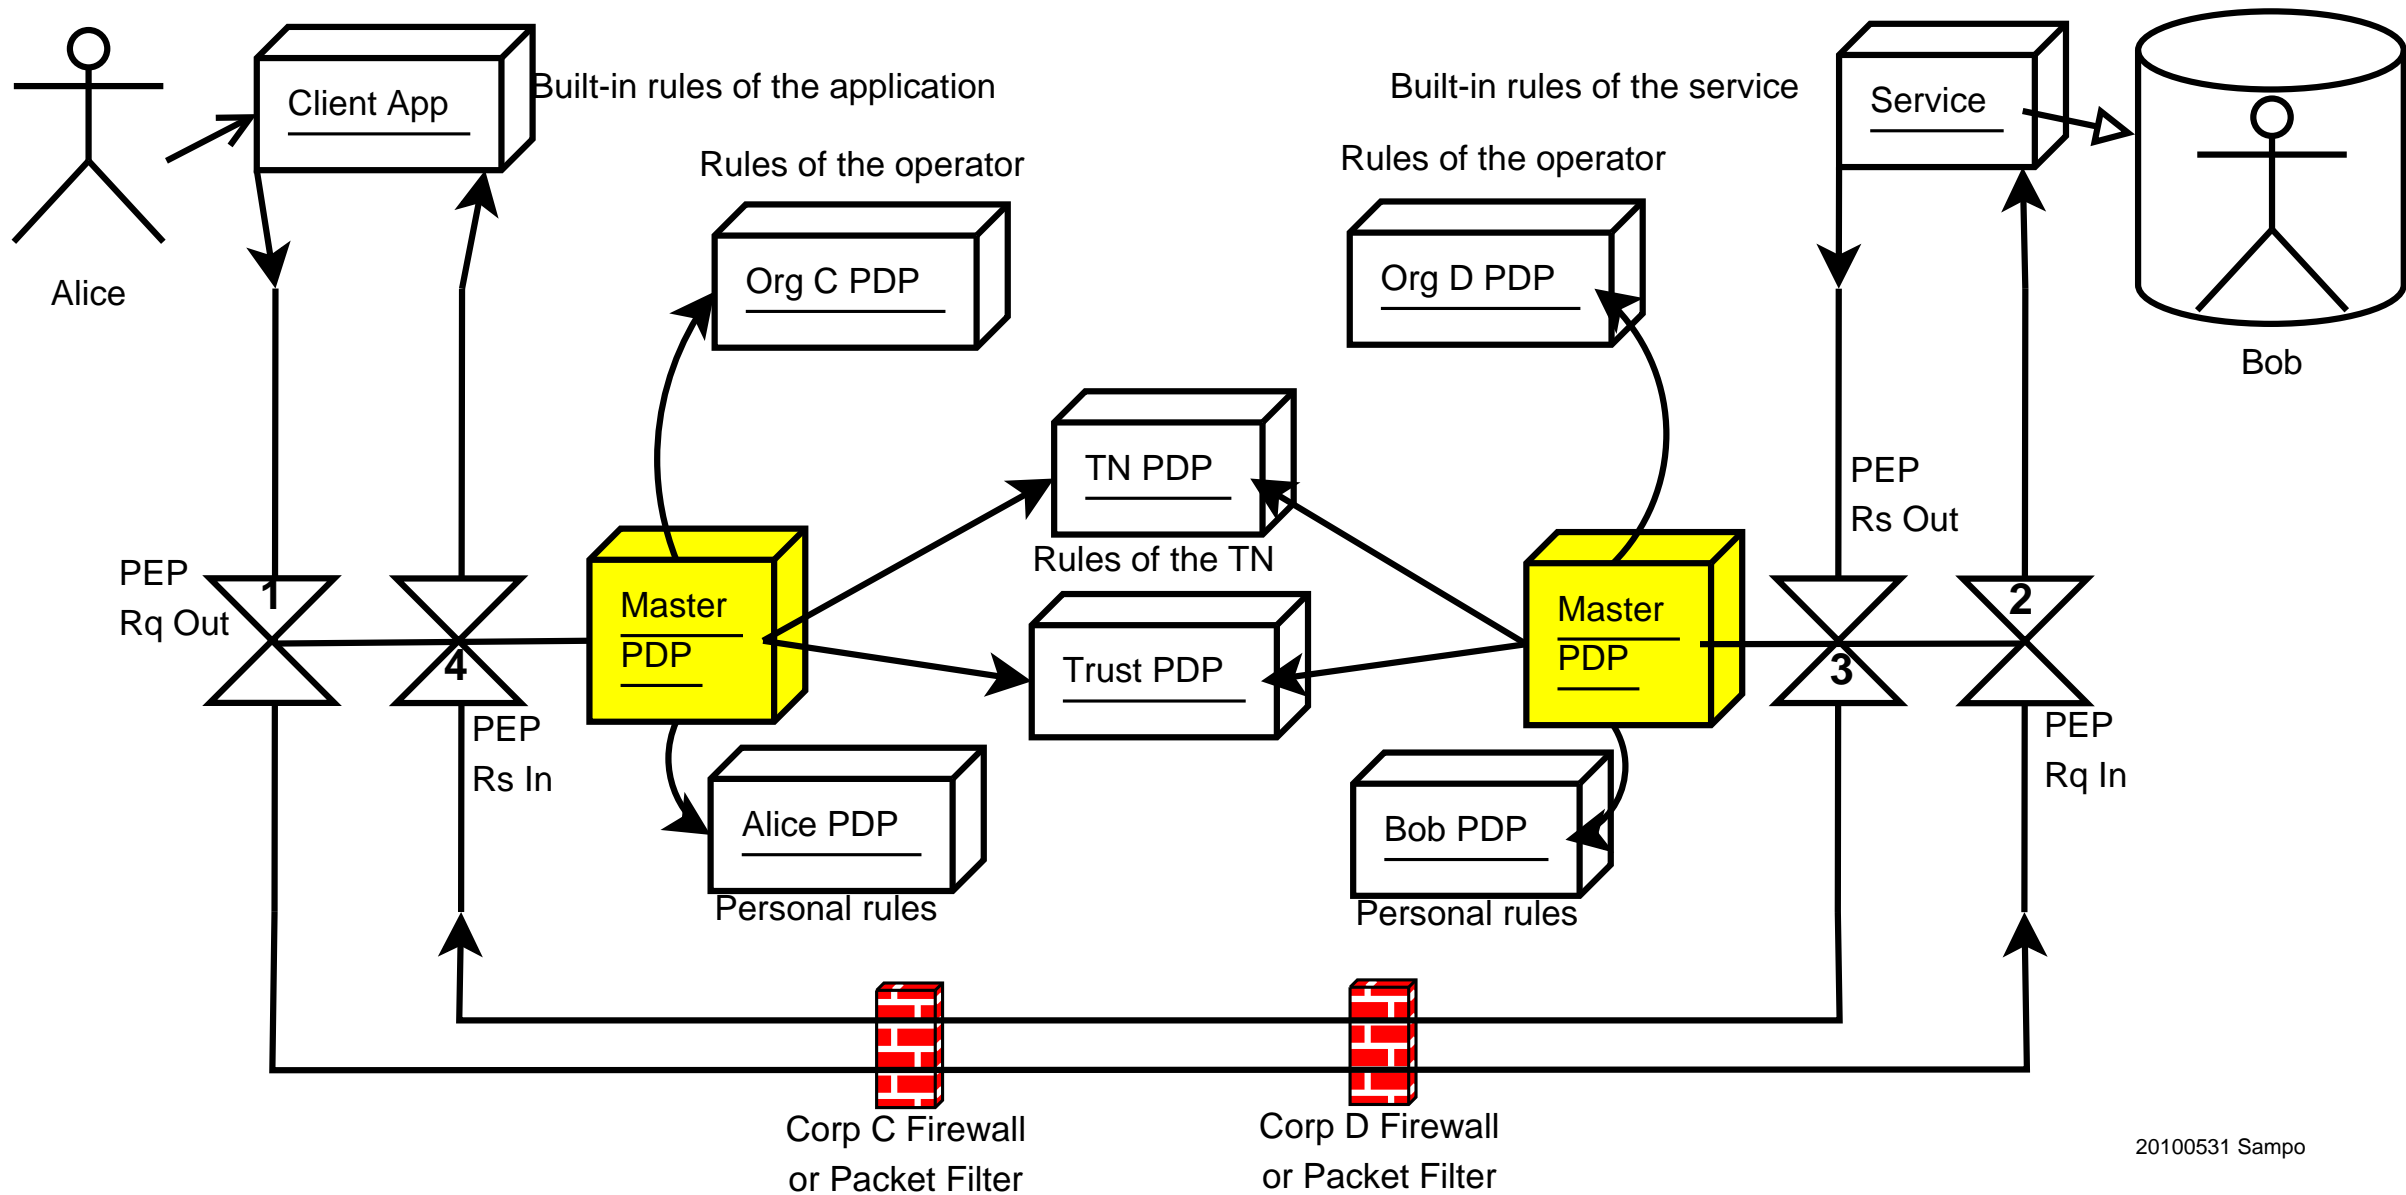 Client App
Built-in rules of the application
Built-in rules of the service
Service
Rules of the operator
Rules of the operator
Org C PDP
Org D PDP
Alice
Bob
TN PDP
Rules of the TN
PEP
Rs Out
PEP
Rq Out
1
4
Master
PDP
Trust PDP
Master
PDP
3
2
PEP
Rs In
PEP
Rq In
Alice PDP
Personal rules
Bob PDP
Personal rules
Corp C Firewall
or Packet Filter
Corp D Firewall
or Packet Filter
20100531 Sampo